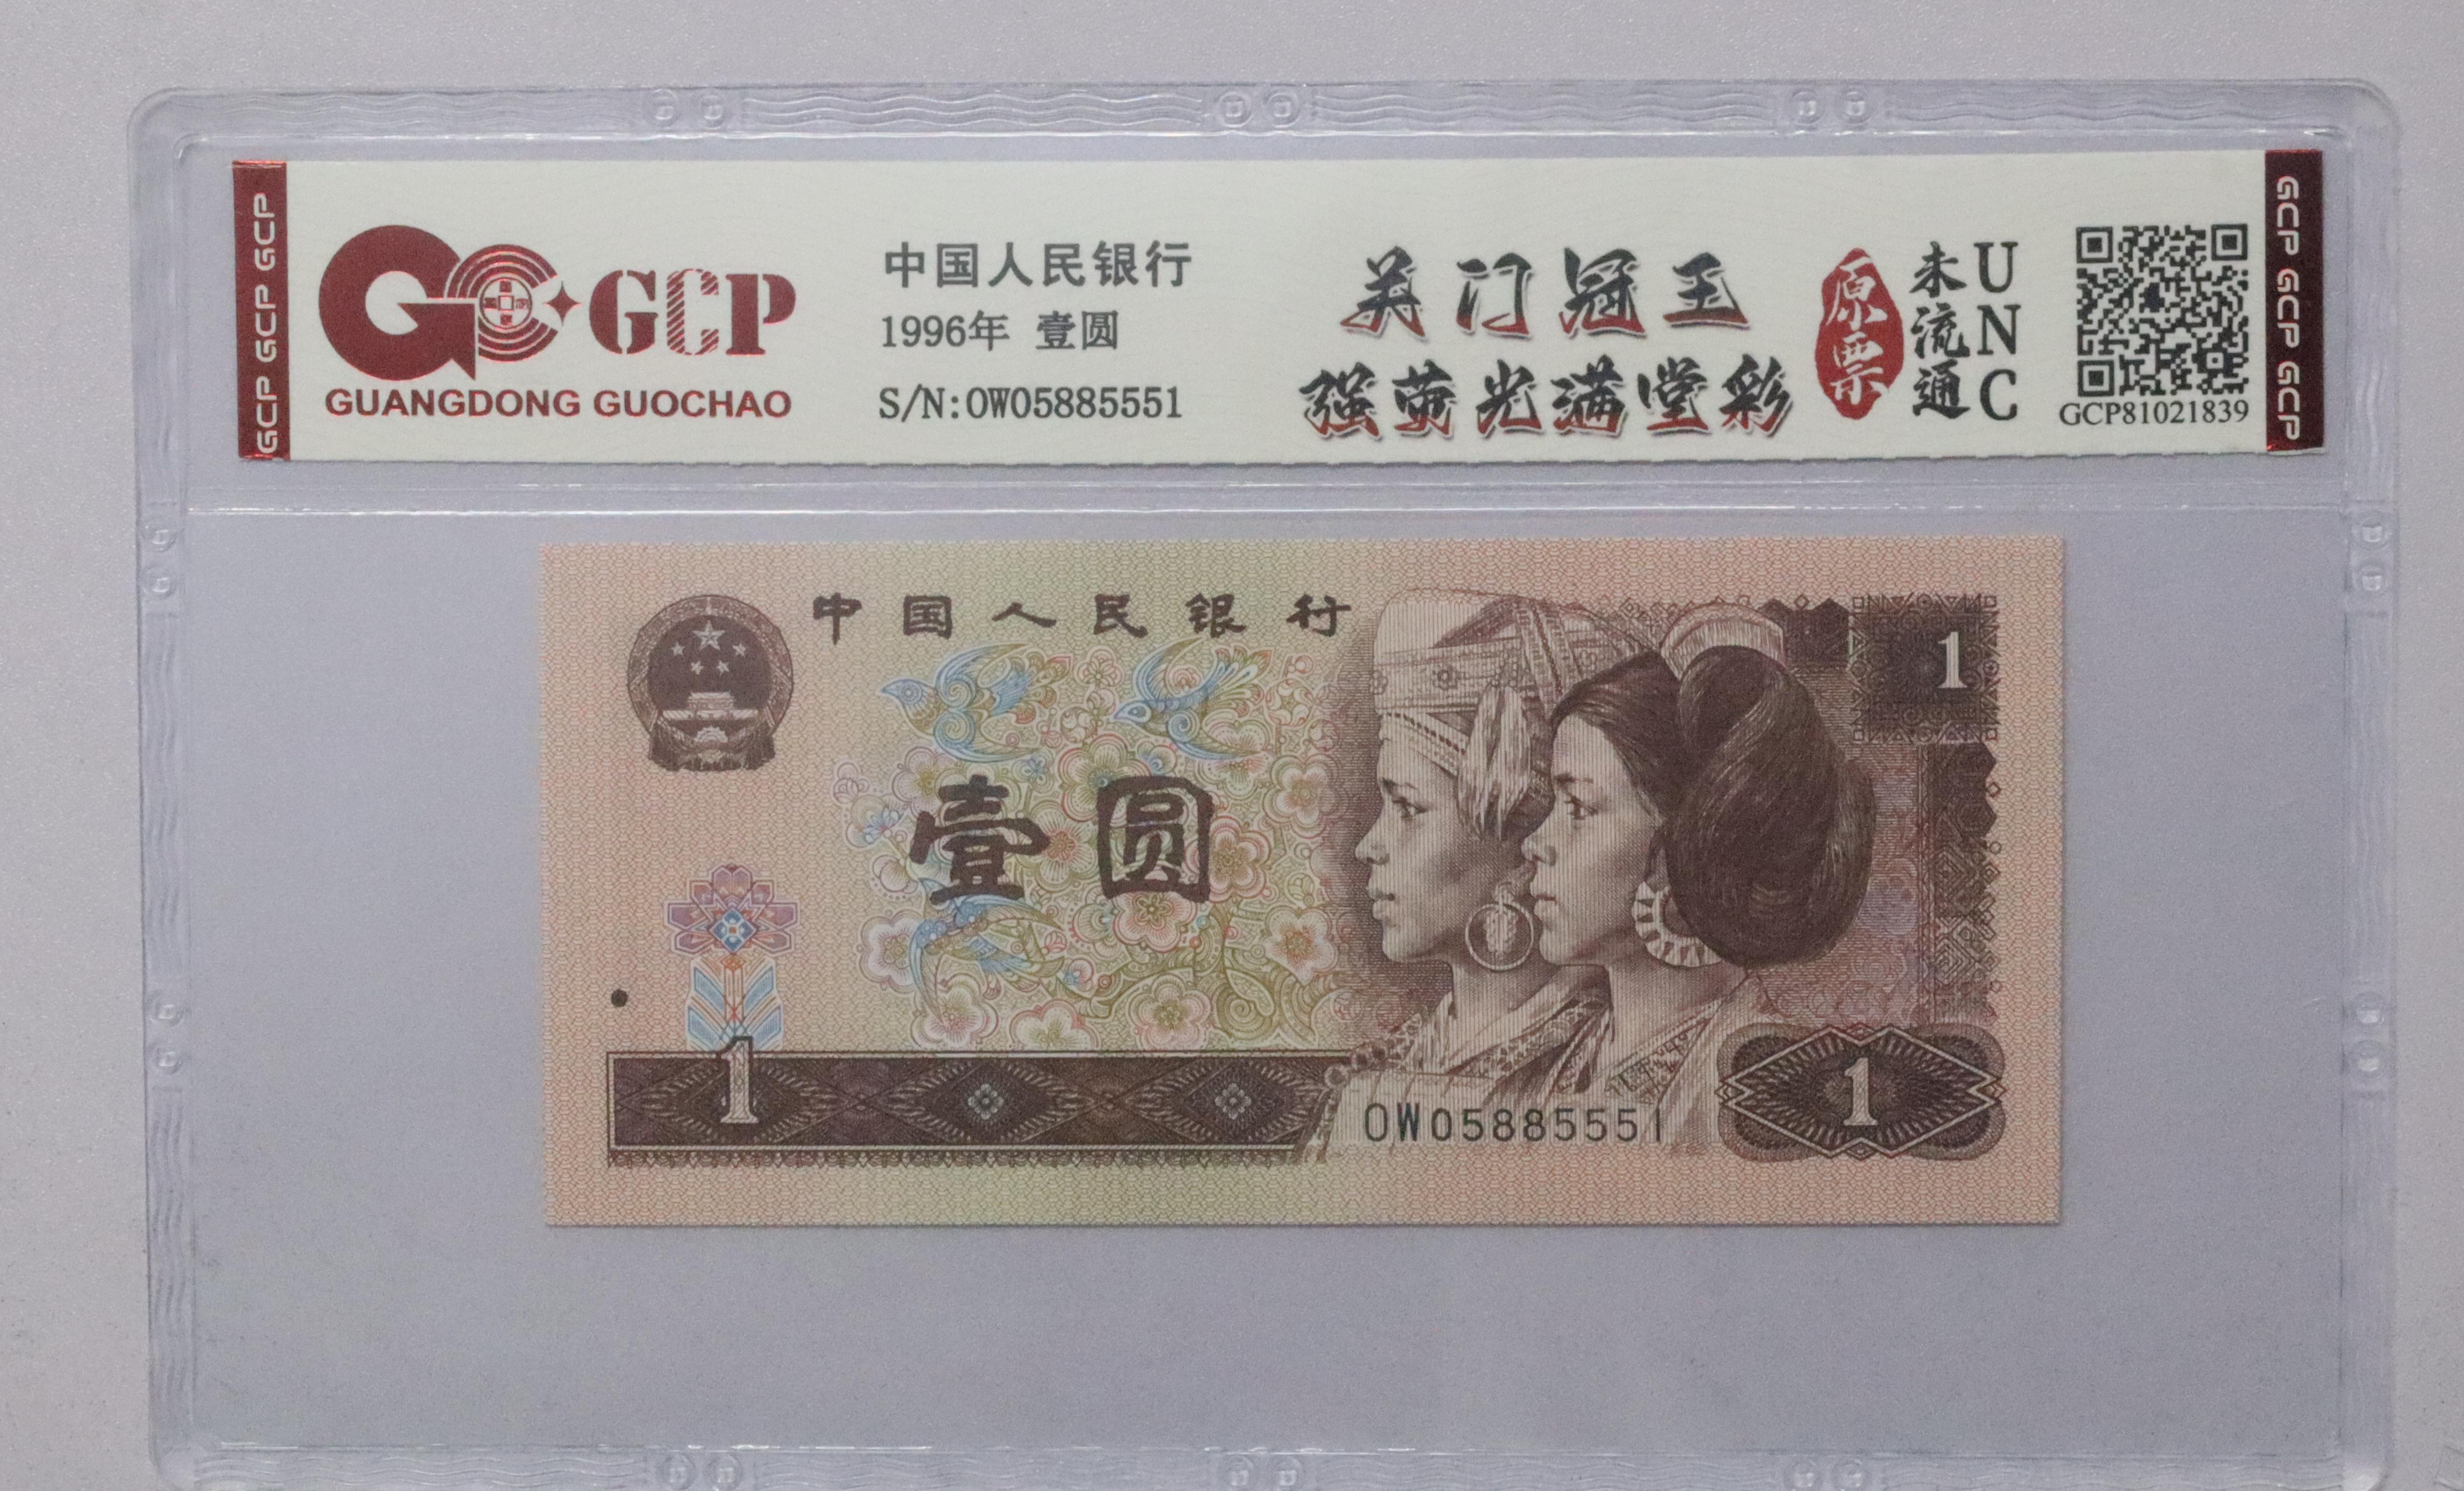 GCP GCP GCP
GCP
GUANGDONG GUOCHAO
中国人民银行
1996年 壹圆
S/N:OW05885551
关门冠王
强荧光满堂彩
原票
未流通
UNC
GCP81021839
GCP GCP GCP
中国人民银行
1
壹圆
1
OW05885551
1